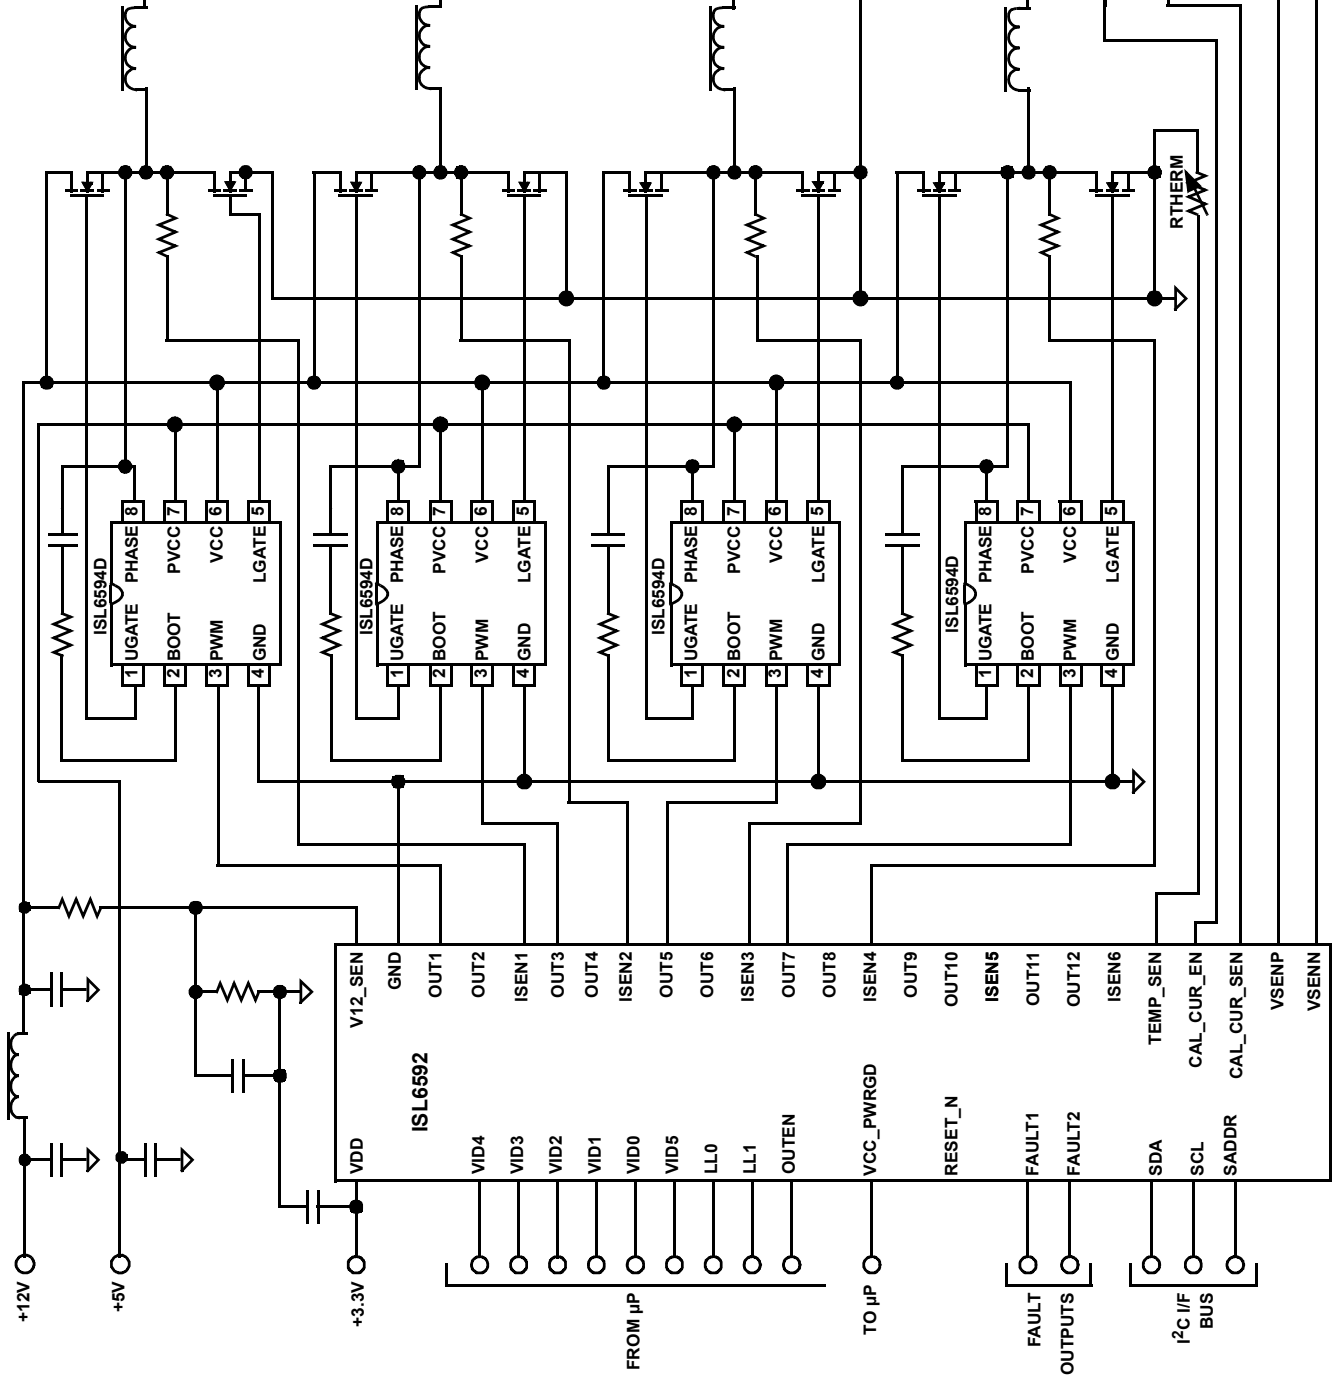 RTHERM
8
7
6
5
8
7
6
5
8
7
6
5
8
7
6
5
ISL6594D
PHASE
PVCC
VCC
LGATE
UGATE
BOOT
PWM
GND
ISL6594D
PHASE
PVCC
VCC
LGATE
UGATE
BOOT
PWM
GND
ISL6594D
PHASE
PVCC
VCC
LGATE
UGATE
BOOT
PWM
GND
ISL6594D
PHASE
PVCC
VCC
LGATE
UGATE
BOOT
PWM
GND
1
2
3
4
1
2
3
4
1
2
3
4
1
2
3
4
V12_SEN
GND
OUT1
OUT2
ISEN1
OUT3
OUT4
ISEN2
OUT5
OUT6
ISEN3
OUT7
OUT8
ISEN4
OUT9
OUT10
ISEN5
OUT11
OUT12
ISEN6
TEMP_SEN
CAL_CUR_EN
CAL_CUR_SEN
VSENP
VSENN
ISL6592
VDD
VID4
VID3
VID2
VID1
VID0
VID5
LL0
LL1
OUTEN
VCC_PWRGD
RESET_N
FAULT1
FAULT2
SDA
SCL
SADDR
+12V
+5V
+3.3V
FROM µP
TO µP
FAULT
OUTPUTS
I2C I/F
BUS